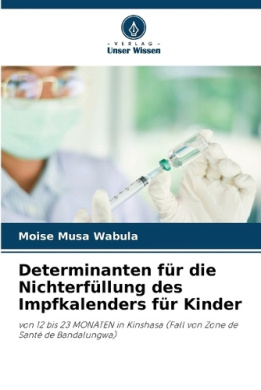 - VERLAG -
Unser Wissen
Moise Musa Wabula
Determinanten für die
Nichterfüllung des
Impfkalenders für Kinder
von 12 bis 23 MONATEN in Kinshasa (Fall von Zone de
Santé de Bandalungwa)